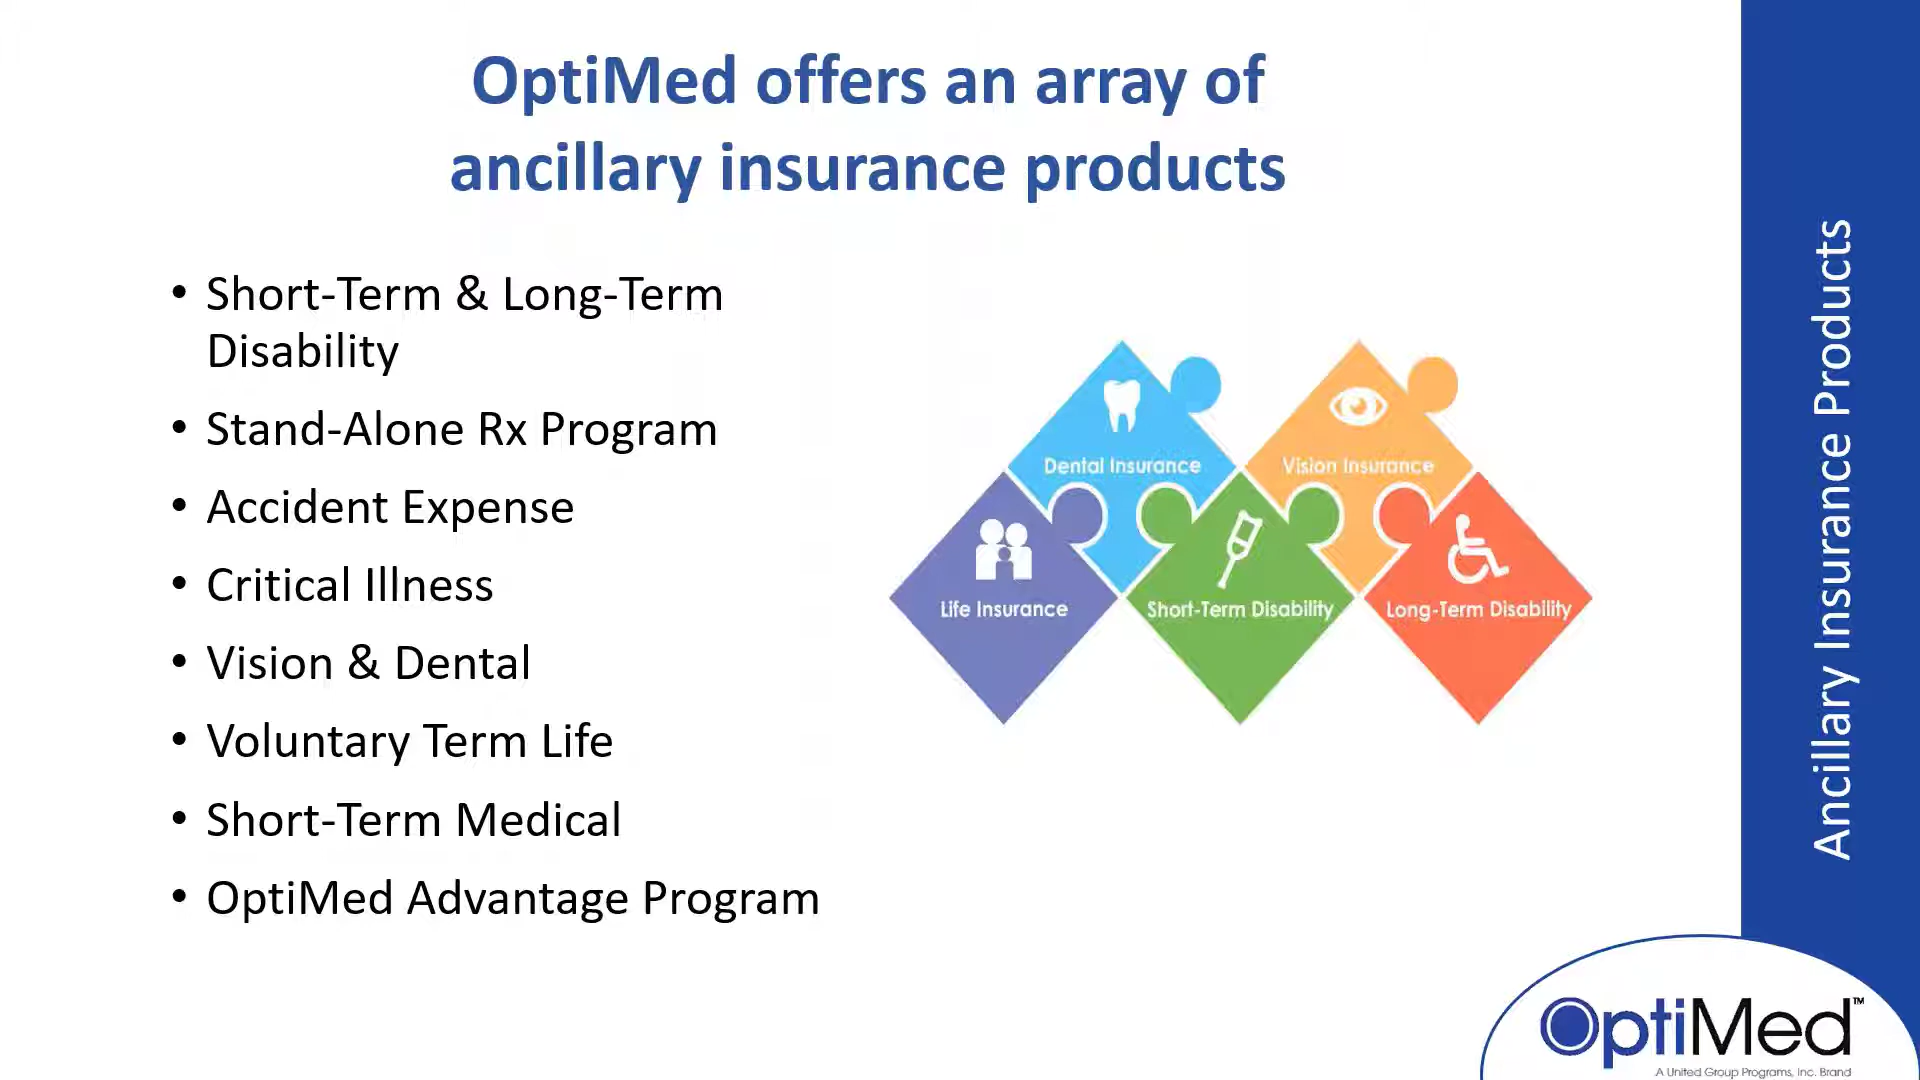 OptiMed offers an array of
ancillary insurance products
• Short-Term & Long-Term
Disability
• Stand-Alone Rx Program
• Accident Expense
• Critical Illness
• Vision & Dental
• Voluntary Term Life
• Short-Term Medical
• OptiMed Advantage Program
Dental Insurance
Vision Insurance
Life Insurance
Short-Term Disability
Long-Term Disability
Ancillary Insurance Products
OptiMed™
A United Group Programs, Inc. Brand